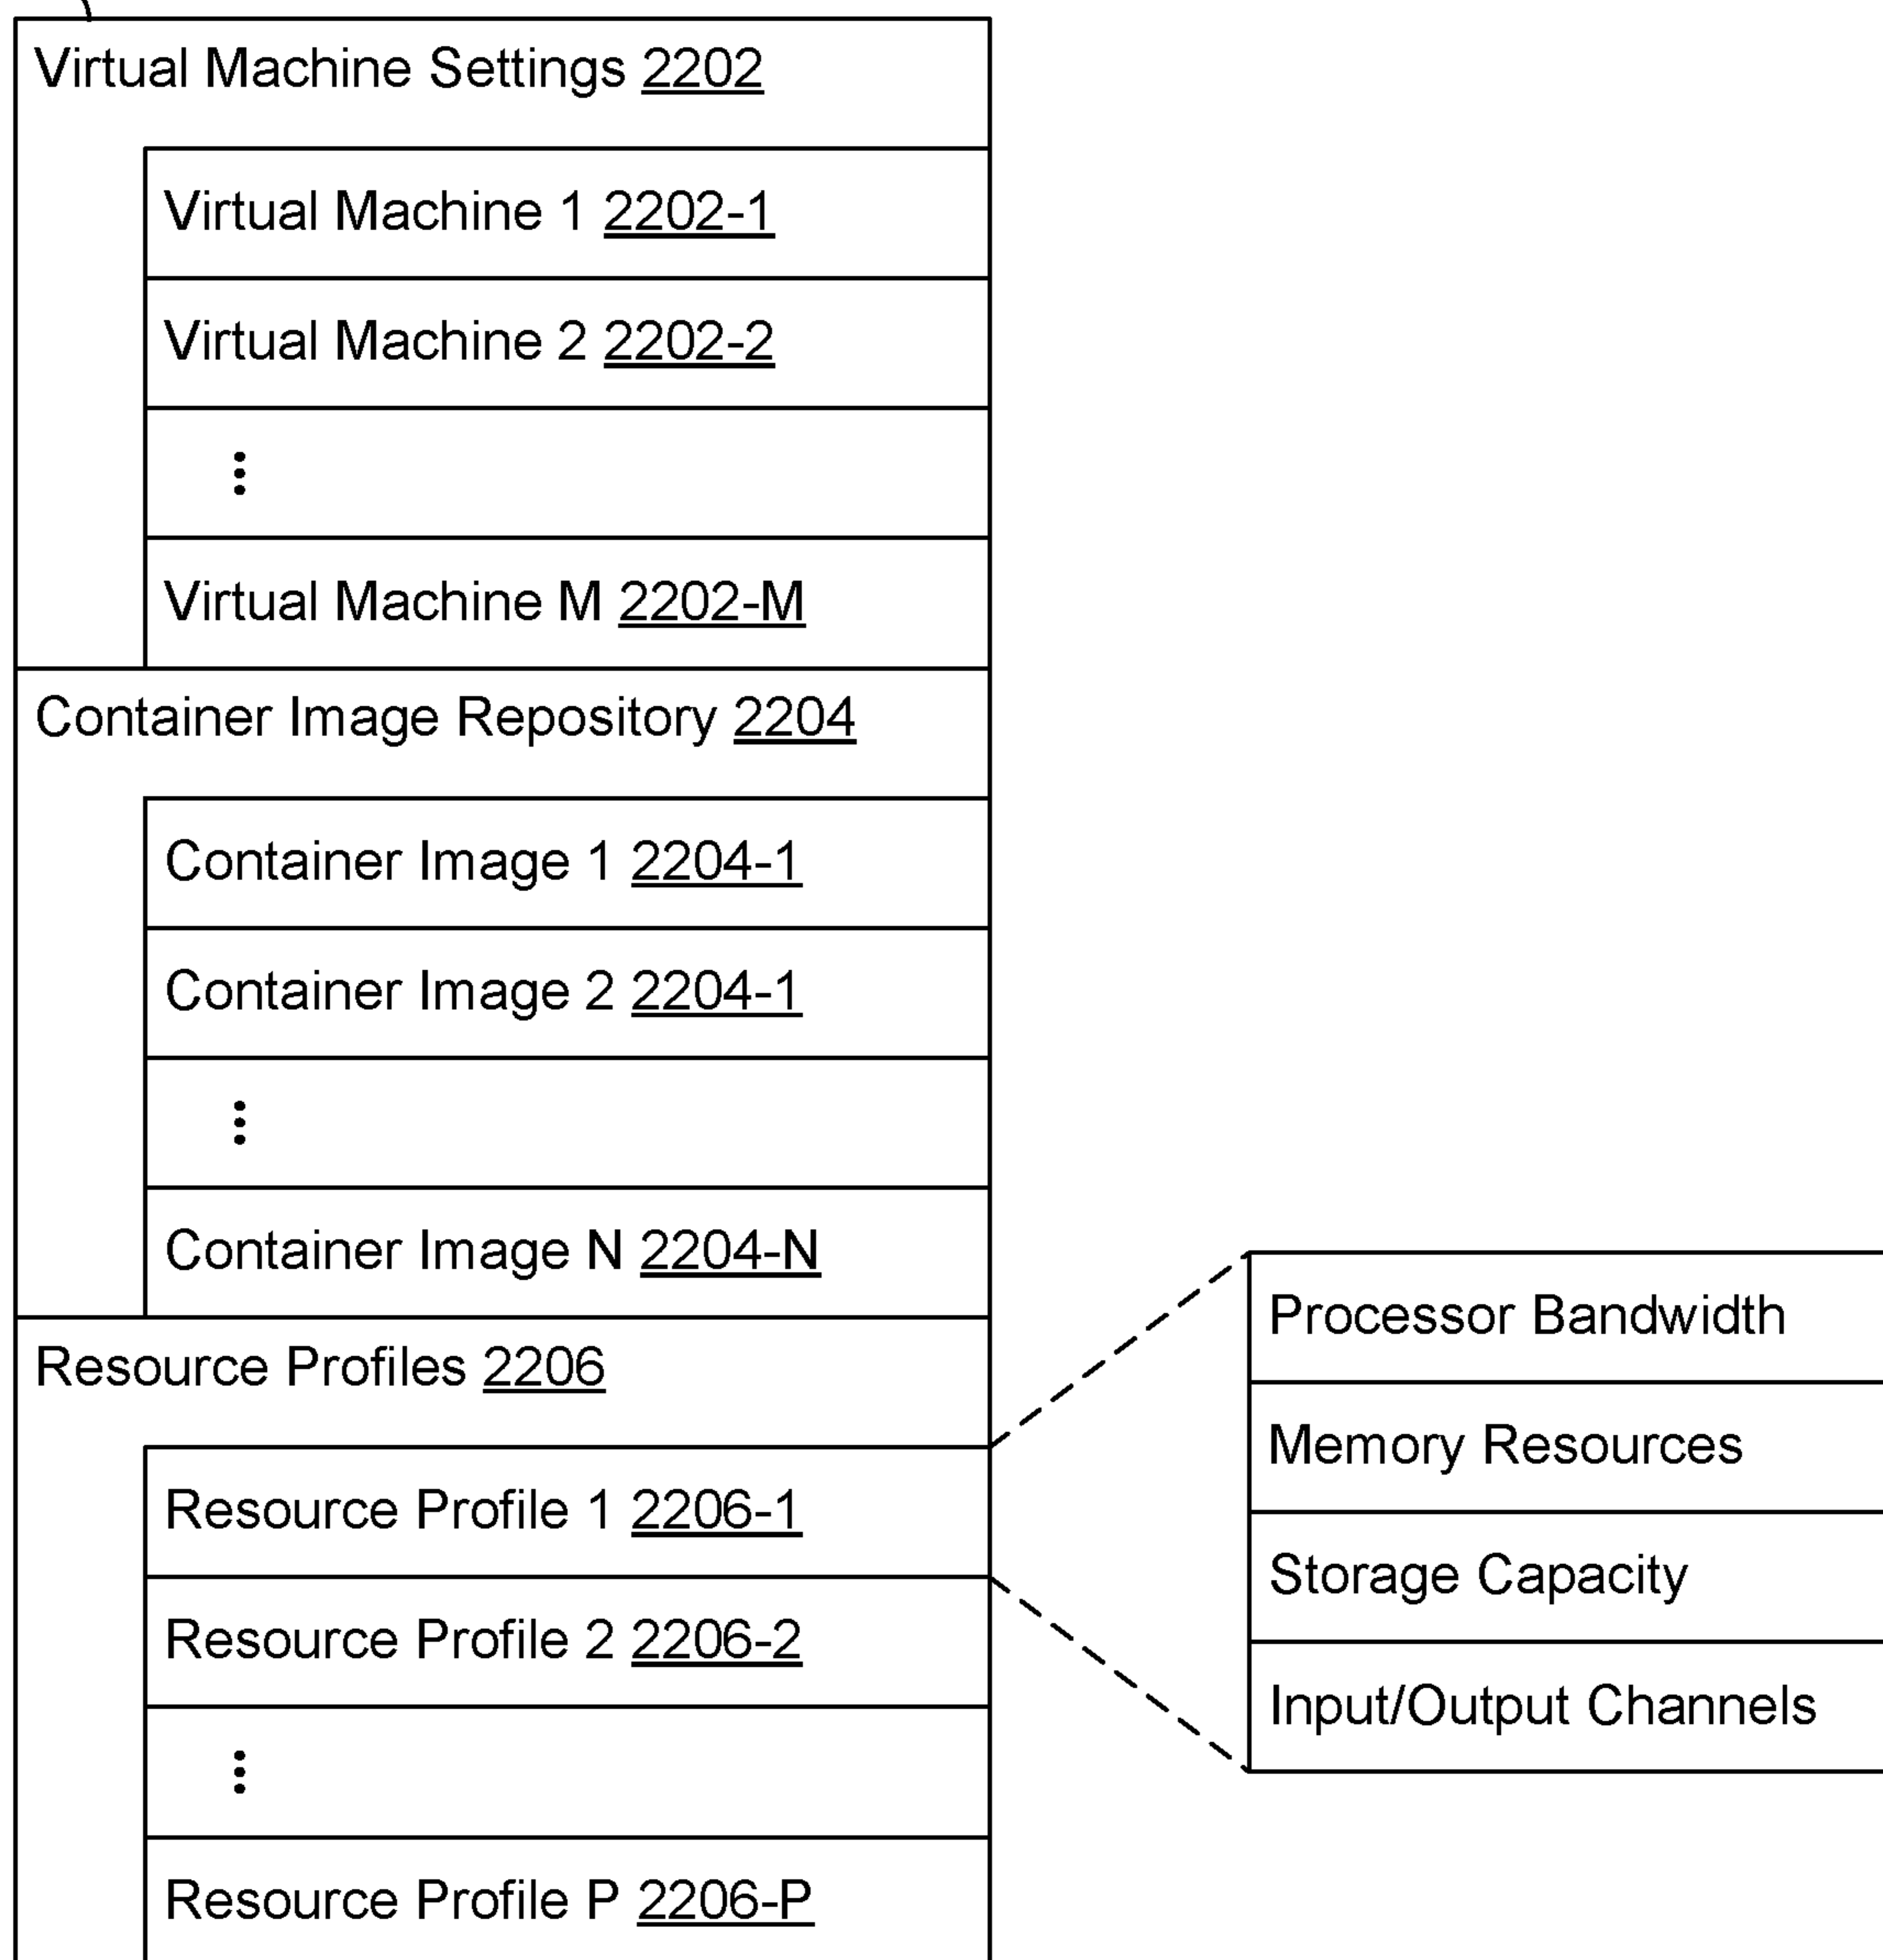 Virtual Machine Settings 2202
Virtual Machine 1 2202-1
Virtual Machine 2 2202-2
Virtual Machine M 2202-M
Container Image Repository 2204
Container Image 1 2204-1
Container Image 2 2204-1
Container Image N 2204-N
Resource Profiles 2206
Resource Profile 1 2206-1
Resource Profile 2 2206-2
Resource Profile P 2206-P
Processor Bandwidth
Memory Resources
Storage Capacity
Input/Output Channels